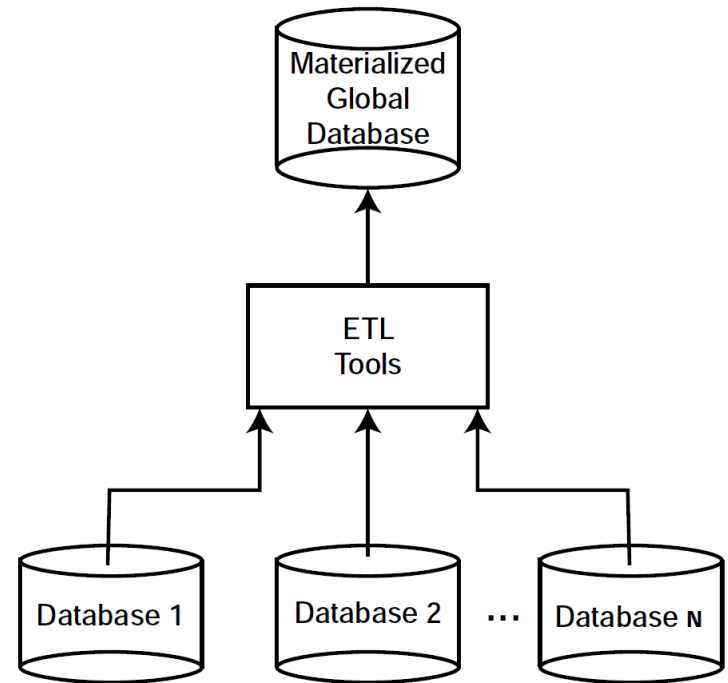 Materialized
Global
Database
ETL
Tools
Database 1
Database 2
...
Database N